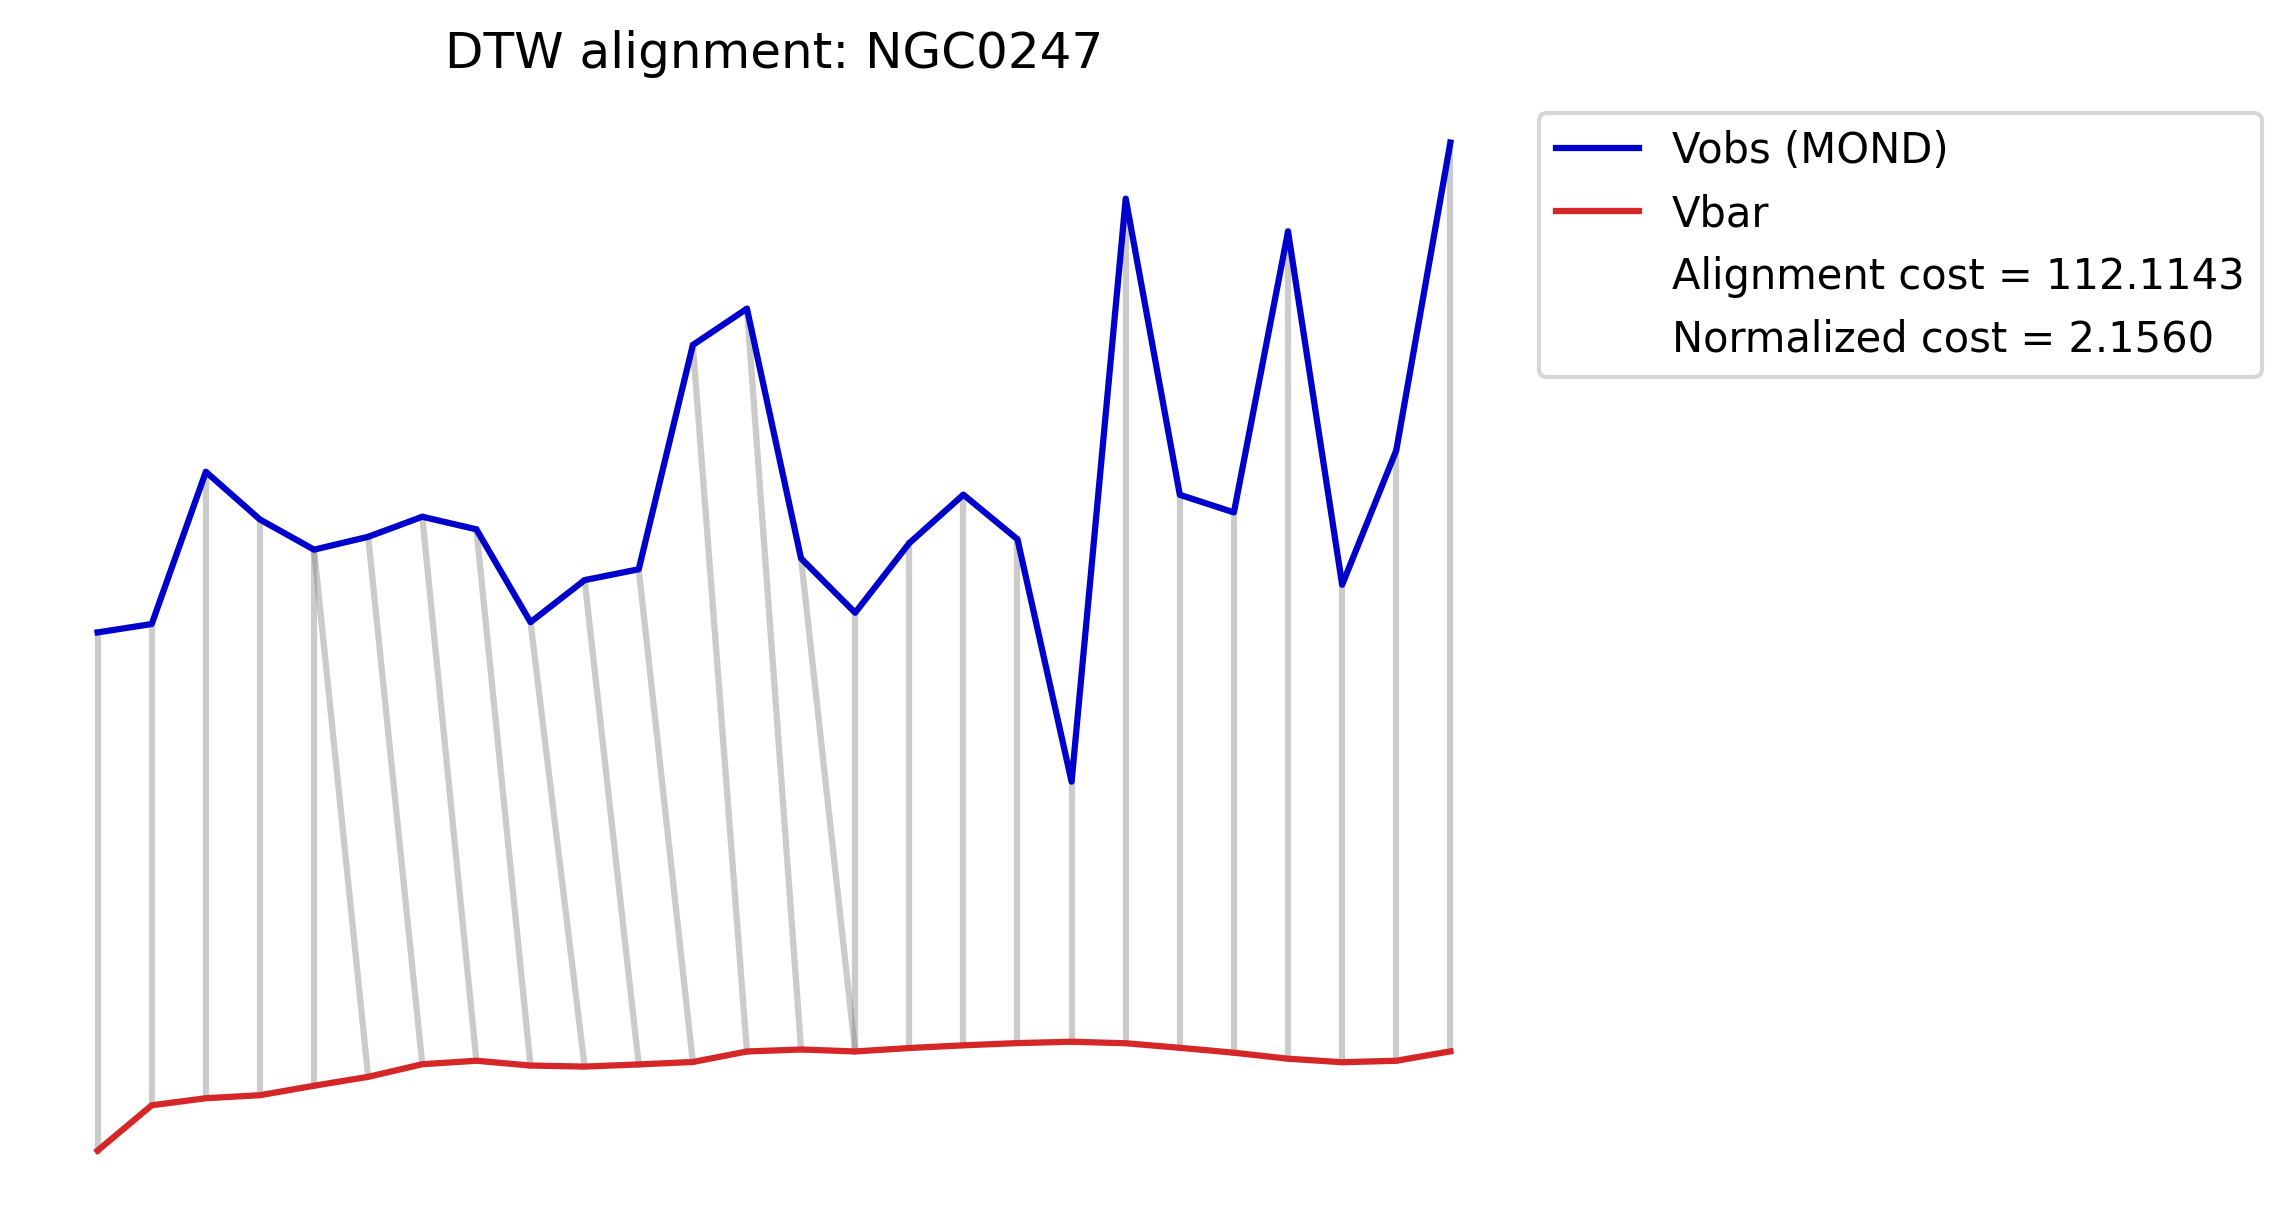 DTW alignment: NGC0247
Vobs (MOND)
Vbar
Alignment cost = 112.1143
Normalized cost = 2.1560